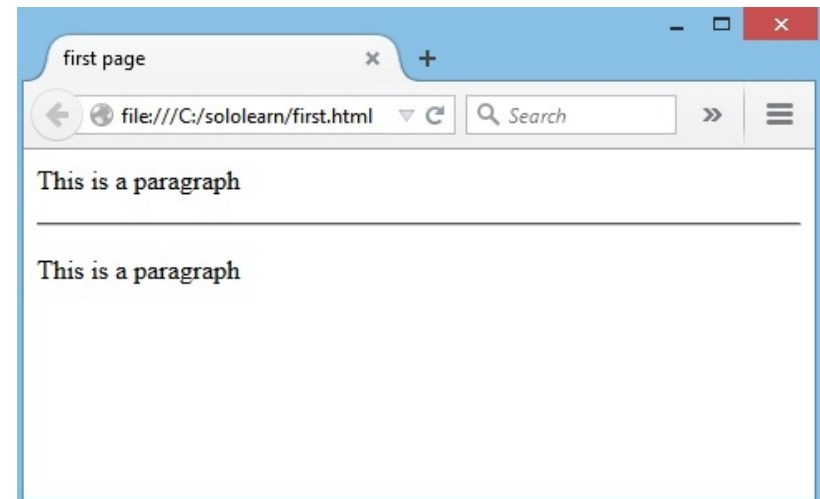 first page
file:///C:/sololearn/first.html
Search
This is a paragraph
This is a paragraph